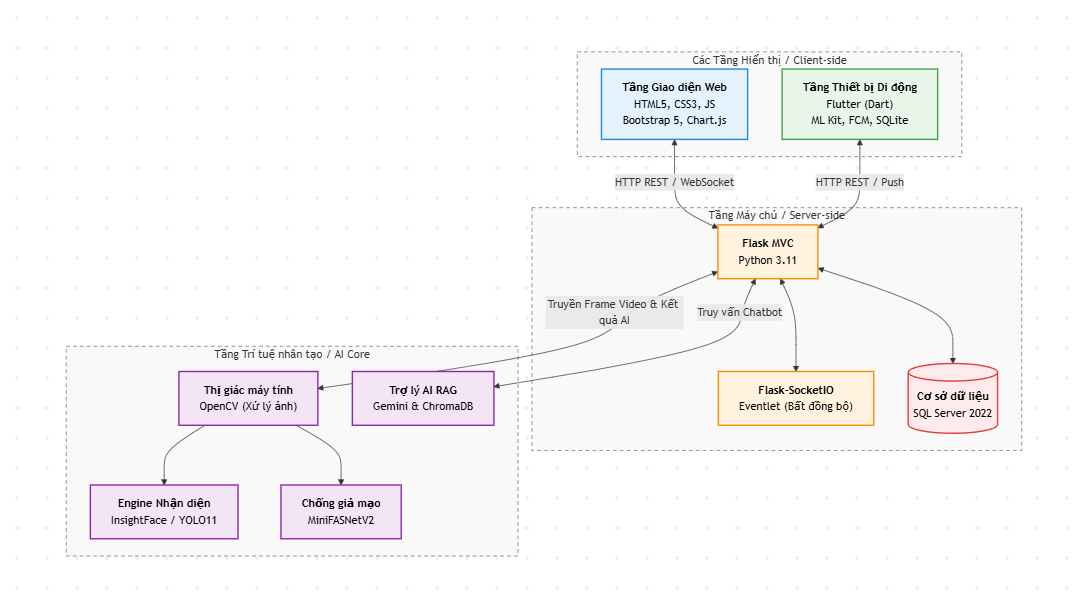 Các Tầng Hiển thị / Client-side
Tầng Giao diện Web
HTML5, CSS3, JS
Bootstrap 5, Chart.js
Tầng Thiết bị Di động
Flutter (Dart)
ML Kit, FCM, SQLite
HTTP REST / WebSocket
HTTP REST / Push
Tầng Máy chủ / Server-side
Flask MVC
Python 3.11
Truyền Frame Video & Kết
quả AI
Truy vấn Chatbot
Tầng Trí tuệ nhân tạo / AI Core
Thị giác máy tính
OpenCV (Xử lý ảnh)
Trợ lý AI RAG
Gemini & ChromaDB
Flask-SocketIO
Eventlet (Bất đồng bộ)
Cơ sở dữ liệu
SQL Server 2022
Engine Nhận diện
InsightFace / YOLO11
Chống giả mạo
MiniFASNetV2